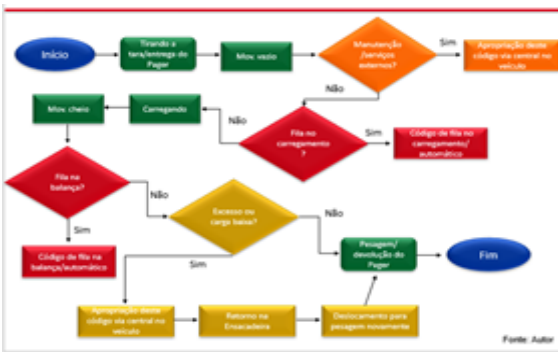 Início
Tirando a
tara/entrega do
Pager
Mov. vazio
Manutenção
/serviços
externos?
Sim
Apropriação deste
código via central no
veículo
Não
Mov. cheio
Carregando
Não
Fila no
carregamento
?
Sim
Código de fila no
carregamento/
automático
Fila na
balança?
Não
Excesso ou
carga baixa?
Não
Pesagem/
devolução do
Pager
Fim
Sim
Código de fila na
balança/automático
Sim
Apropriação deste
código via central no
veículo
Retorno na
Ensacadeira
Deslocamento para
pesagem novamente
Fonte: Autor